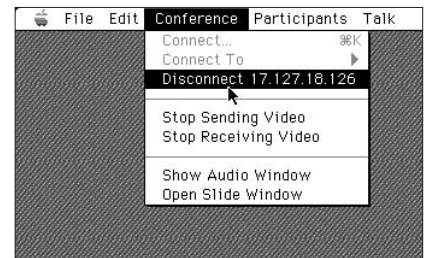 File Edit Conference Participants Talk
Connect... ⌘K
Connect To
Disconnect 17.127.18.126
Stop Sending Video
Stop Receiving Video
Show Audio Window
Open Slide Window